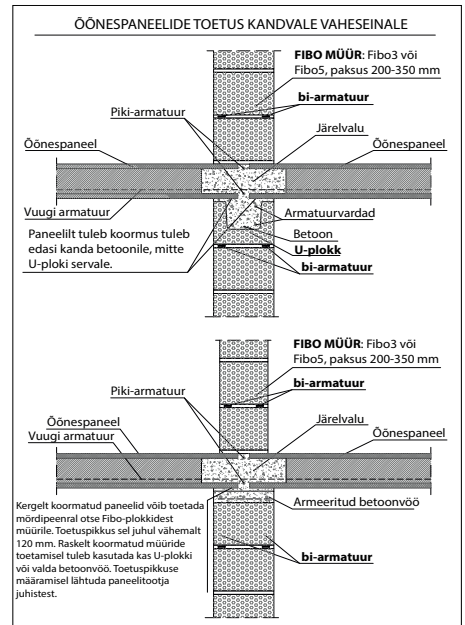 ÕÕNESPANEELIDE TOETUS KANDVALE VAHESEINALE
FIBO MÜÜR: Fibo3 või
Fibo5, paksus 200-350 mm
bi-armatuur
Piki-armatuur
Järelvalu
Õõnespaneel
Õõnespaneel
Vuugi armatuur
Armatuurvardad
Paneelilt tuleb koormus tuleb
edasi kanda betoonile, mitte
U-ploki servale.
Betoon
U-plokk
bi-armatuur
FIBO MÜÜR: Fibo3 või
Fibo5, paksus 200-350 mm
bi-armatuur
Piki-armatuur
Järelvalu
Õõnespaneel
Õõnespaneel
Vuugi armatuur
Kergelt koormatud paneelid võib toetada
mördipeenral otse Fibo-plokkidest
müürile. Toetuspikkus sel juhul vähemalt
120 mm. Raskelt koormatud müüride
toetamisel tuleb kasutada kas U-plokki
või valda betoonvöö. Toetuspikkuse
määramisel lähtuda paneelitootja
juhistest.
Armeeritud betoonvöö
bi-armatuur